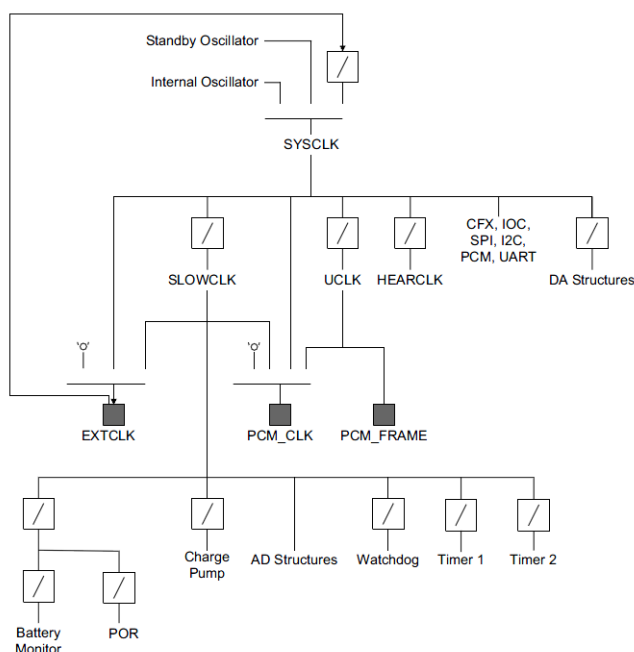 Standby Oscillator
Internal Oscillator
SYSCLK
CFX, IOC,
SPI, I2C,
PCM, UART
SLOWCLK
UCLK
HEARCLK
DA Structures
'0'
'0'
EXTCLK
PCM_CLK
PCM_FRAME
Charge
Pump
AD Structures
Watchdog
Timer 1
Timer 2
Battery
Monitor
POR